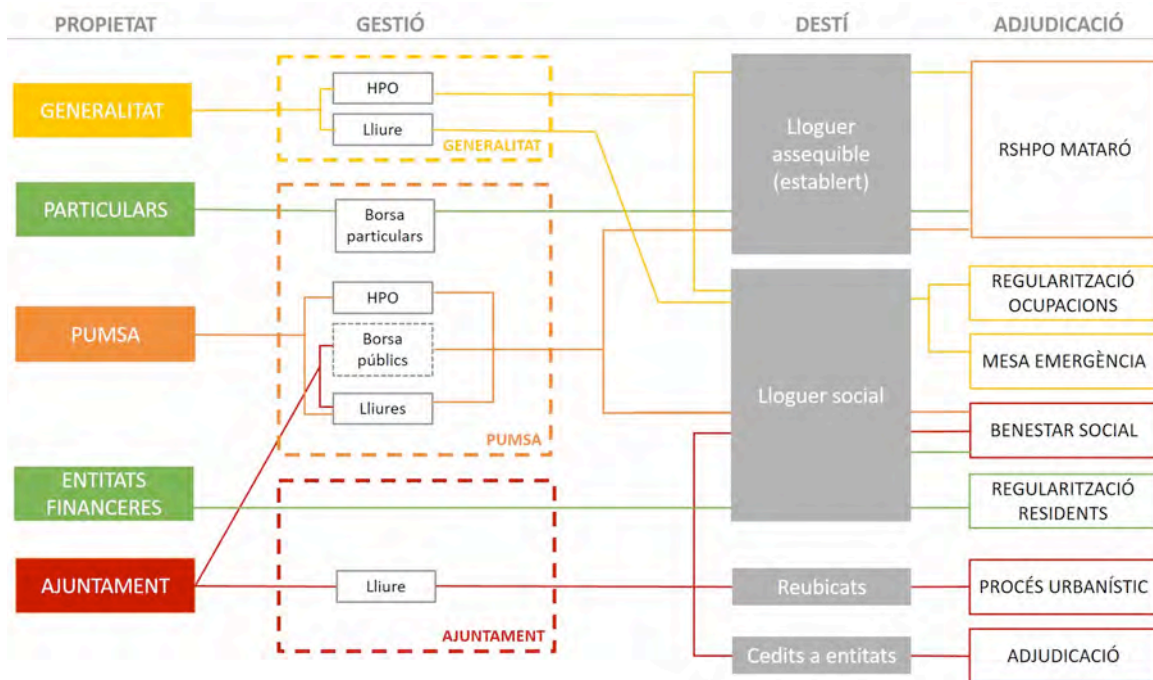 PROPIETAT
GESTIÓ
DESTÍ
ADJUDICACIÓ
GENERALITAT
HPO
Lliure
GENERALITAT
Lloguer
assequible
(establert)
RSHPO MATARÓ
PARTICULARS
Borsa
particulars
PUMSA
HPO
Borsa
públics
Lliures
PUMSA
Lloguer social
REGULARITZACIÓ
OCUPACIONS
MESA EMERGÈNCIA
BENESTAR SOCIAL
ENTITATS
FINANCERES
REGULARITZACIÓ
RESIDENTS
AJUNTAMENT
Lliure
AJUNTAMENT
Reubicats
PROCÉS URBANÍSTIC
Cedits a entitats
ADJUDICACIÓ